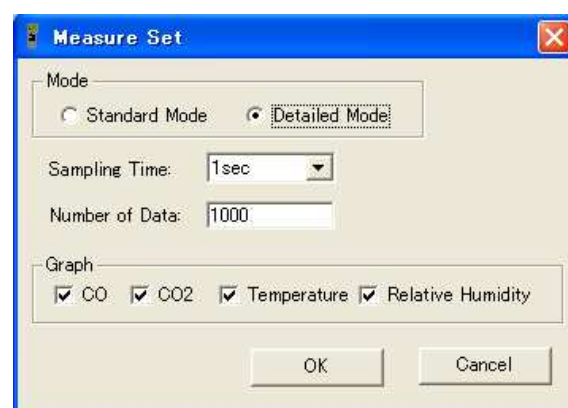 Measure Set
Mode
Standard Mode Detailed Mode
Sampling Time: 1sec
Number of Data: 1000
Graph
CO CO2 Temperature Relative Humidity
OK Cancel